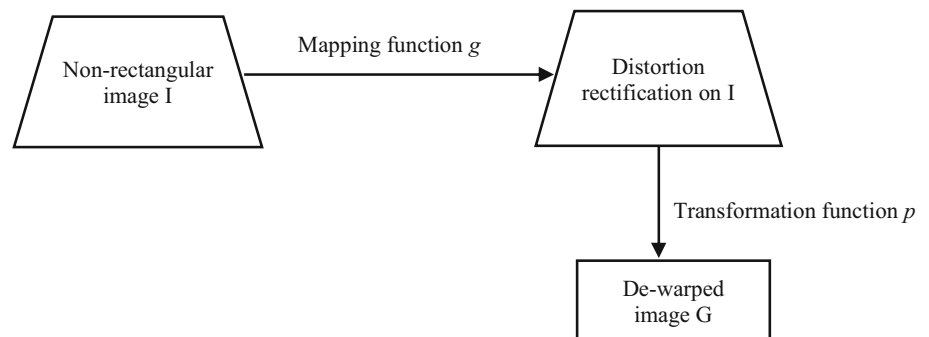 Non-rectangular
image I
Mapping function g
Distortion
rectification on I
Transformation function p
De-warped
image G